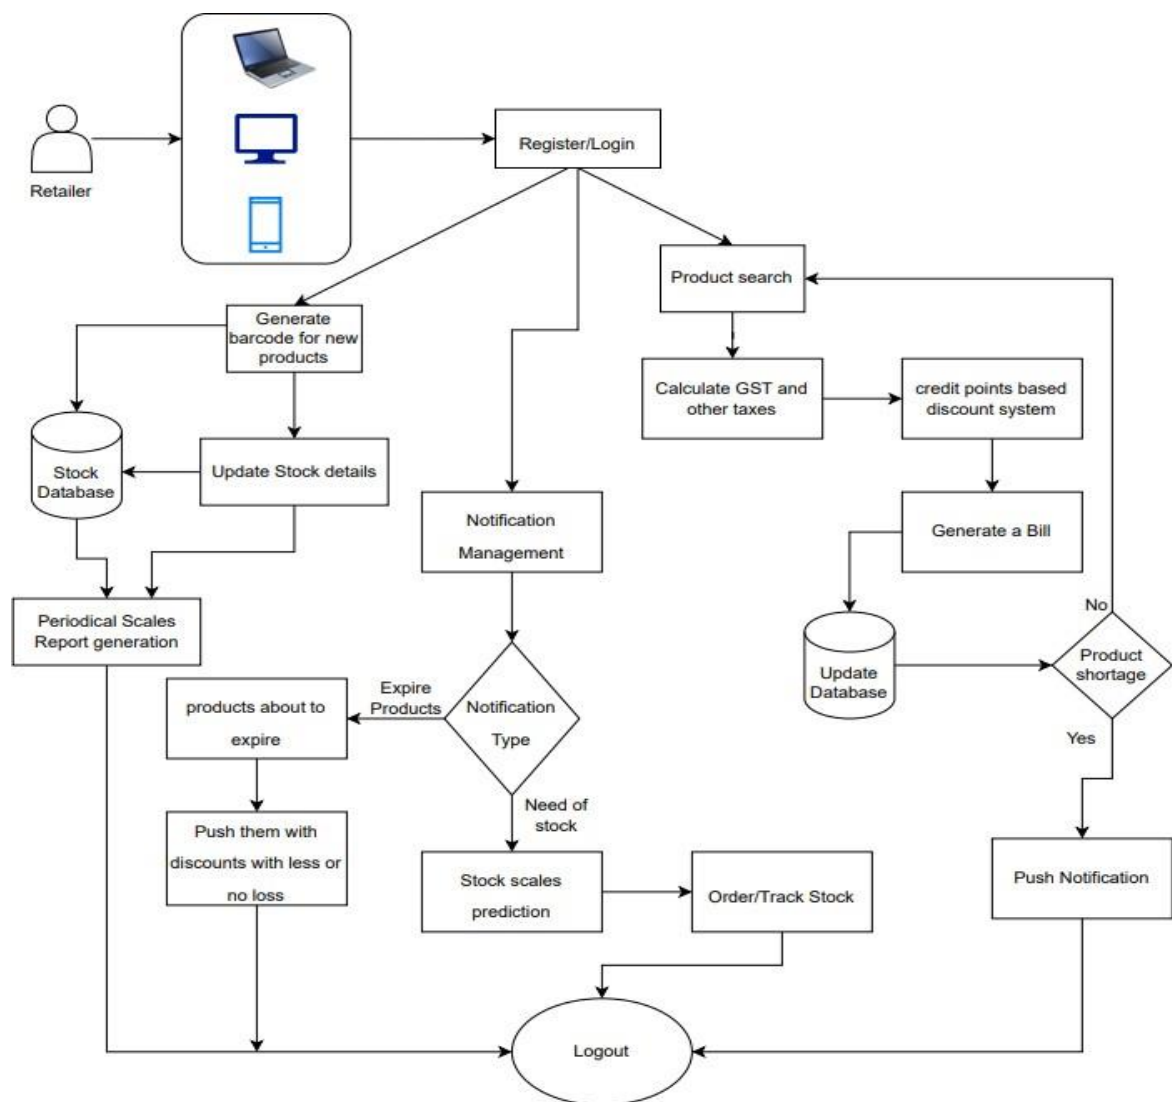 Retailer
Register/Login
Product search
Generate
barcode for new
products
Calculate GST and
other taxes
credit points based
discount system
Stock
Database
Update Stock details
Notification
Management
Generate a Bill
Periodical Scales
Report generation
No
Product
shortage
Update
Database
Yes
Expire
Products
products about to
expire
Notification
Type
Need of
stock
Push them with
discounts with less or
no loss
Stock scales
prediction
Order/Track Stock
Push Notification
Logout